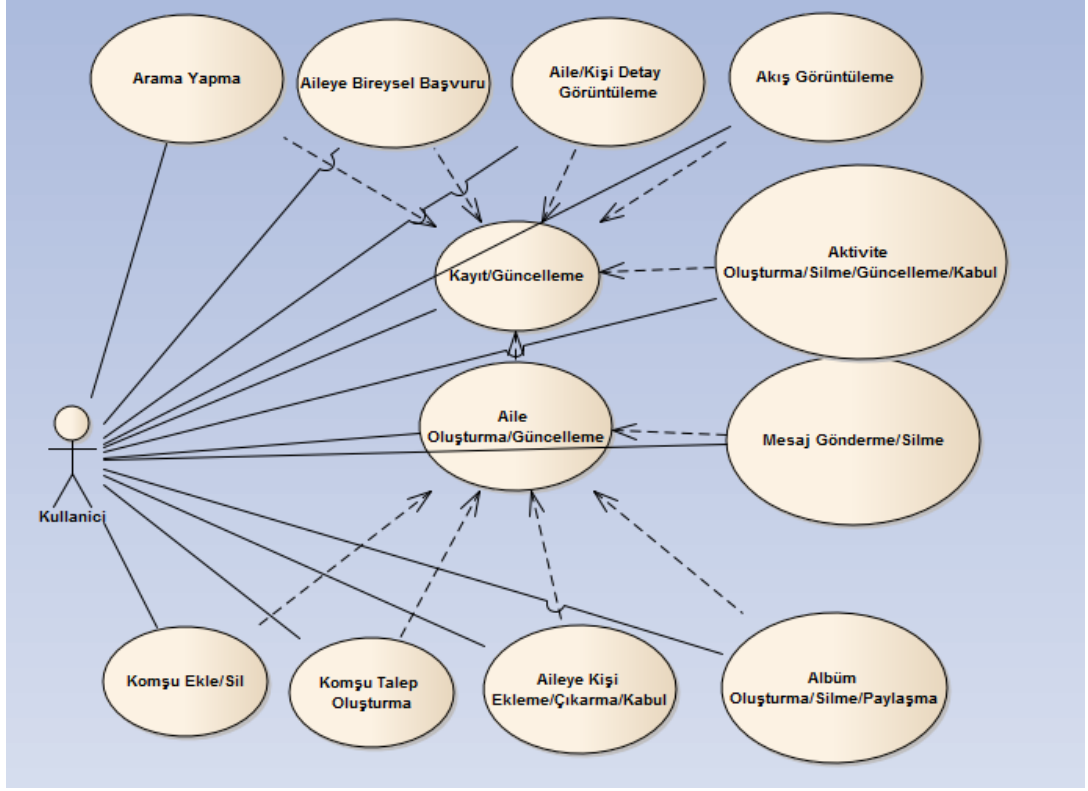 Arama Yapma
Aileye Bireysel Başvuru
Aile/Kişi Detay
Görüntüleme
Akış Görüntüleme
Kayıt/Güncelleme
Aktivite
Oluşturma/Silme/Güncelleme/Kabul
Aile
Oluşturma/Güncelleme
Mesaj Gönderme/Silme
Kullanici
Komşu Ekle/Sil
Komşu Talep
Oluşturma
Aileye Kişi
Ekleme/Çıkarma/Kabul
Albüm
Oluşturma/Silme/Paylaşma